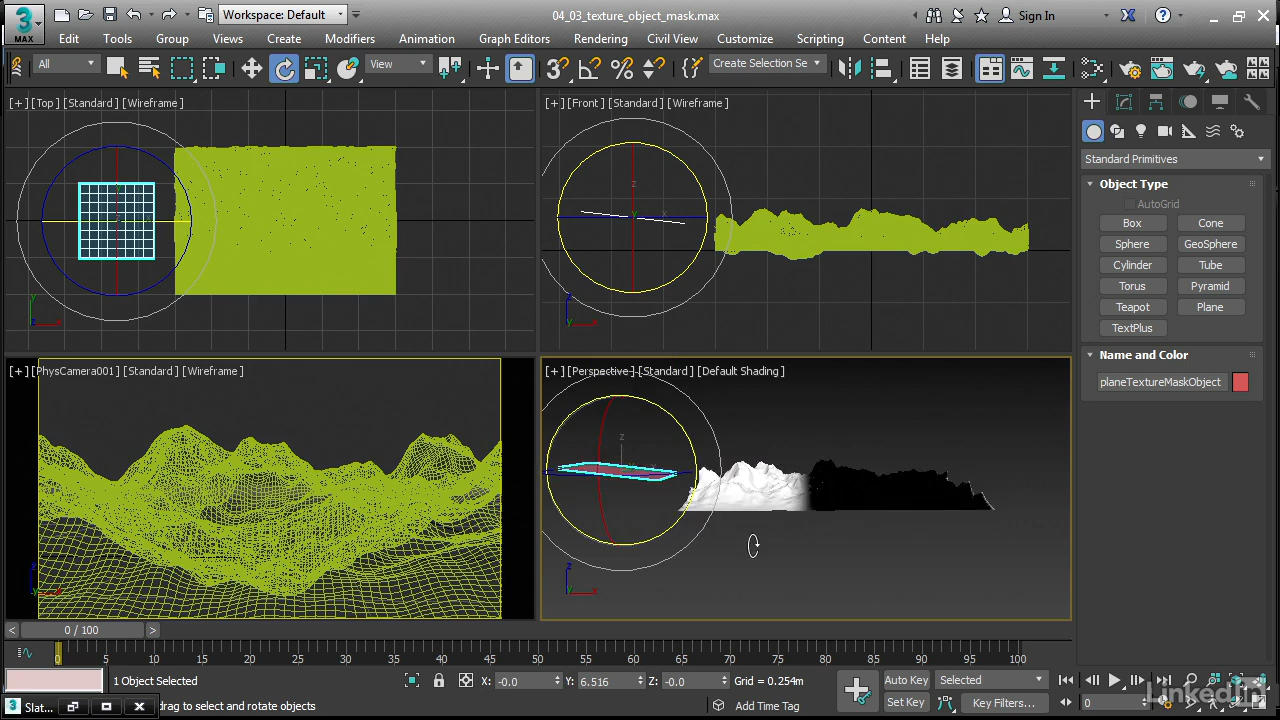 3
MAX
Workspace: Default
04_03_texture_object_mask.max
Sign In
Edit Tools Group Views Create Modifiers Animation Graph Editors Rendering Civil View Customize Scripting Content Help
All
View
Create Selection Se
[+] [Top] [Standard] [Wireframe]
[+] [Front] [Standard] [Wireframe]
Standard Primitives
Object Type
AutoGrid
Box Cone
Sphere GeoSphere
Cylinder Tube
Torus Pyramid
Teapot Plane
TextPlus
Name and Color
planeTextureMaskObject
[+] [PhysCamera001] [Standard] [Wireframe]
[+] [Perspective] [Standard] [Default Shading]
< 0 / 100 >
0 5 10 15 20 25 30 35 40 45 50 55 60 65 70 75 80 85 90 95 100
1 Object Selected
X: -0.0 Y: 6.516 Z: -0.0 Grid = 0.254m
Auto Key Selected
Set Key Key Filters...
0
3 Slat...
drag to select and rotate objects
Add Time Tag
LinkedIn